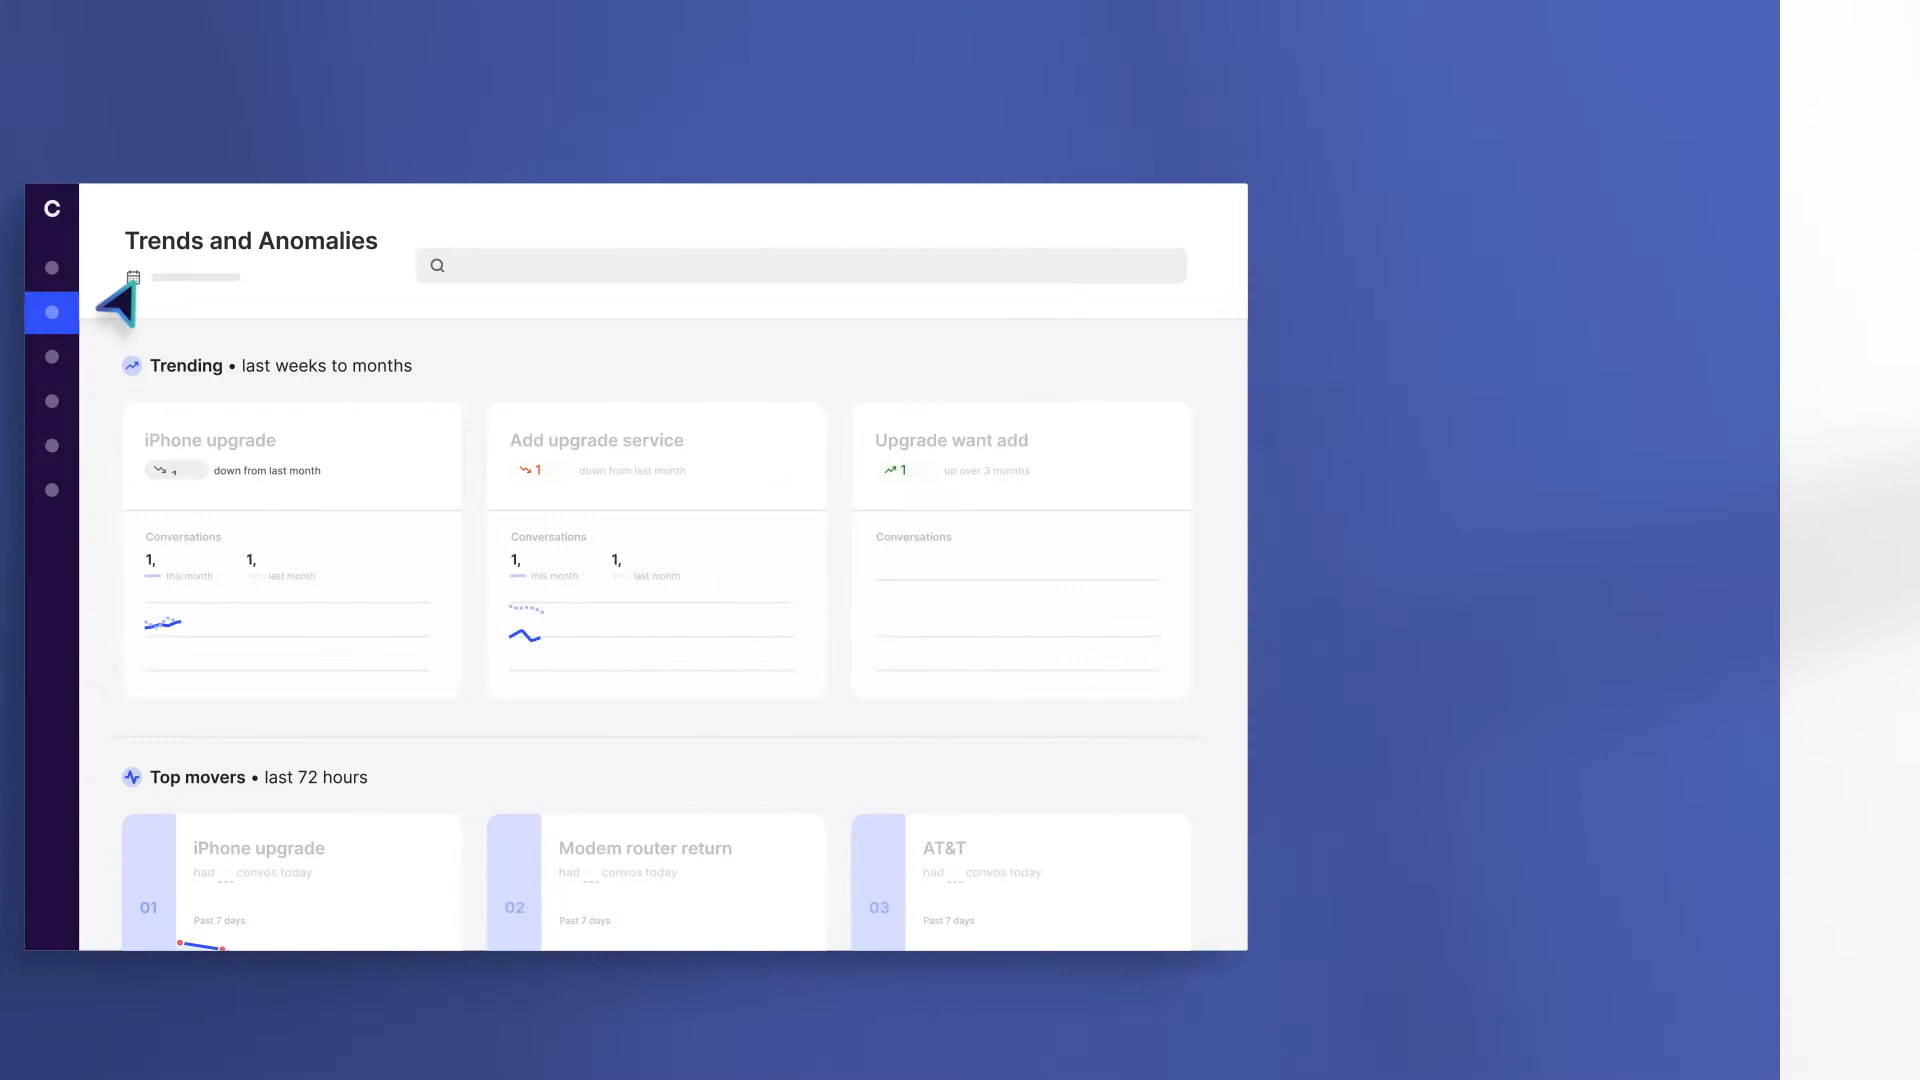 C
Trends and Anomalies
Trending • last weeks to months
iPhone upgrade
1 down from last month
Conversations
1, 1,
this month last month
Add upgrade service
1 down from last month
Conversations
1, 1,
this month last month
Upgrade want add
1 up over 3 months
Conversations
Top movers • last 72 hours
01
iPhone upgrade
had convos today
Past 7 days
02
Modem router return
had convos today
Past 7 days
03
AT&T
had convos today
Past 7 days